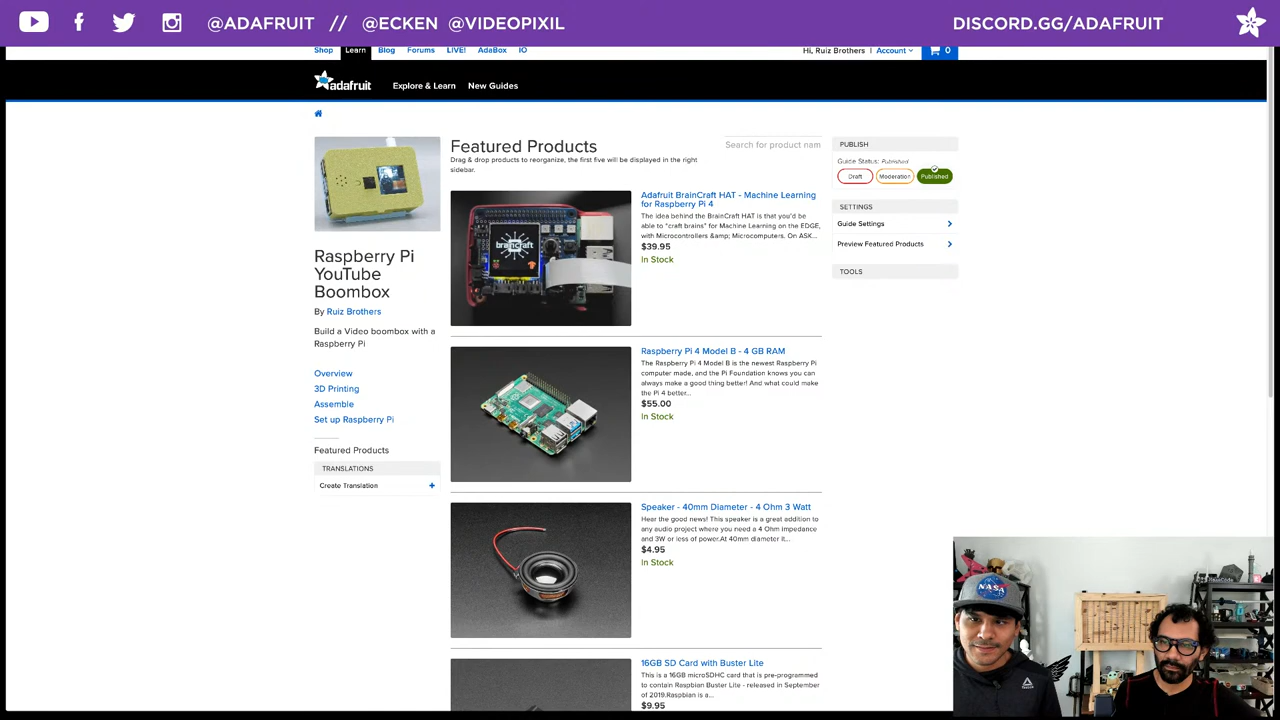 @ADAFRUIT // @ECKEN @VIDEOPIXIL
DISCORD.GG/ADAFRUIT
Shop Learn Blog Forums LIVE! AdaBox IO
Hi, Ruiz Brothers | Account 0
adafruit Explore & Learn New Guides
Featured Products
Search for product nam
Drag & drop products to reorganize, the first five will be displayed in the right
sidebar.
PUBLISH
Guide Status: Published
Draft Moderation Published
SETTINGS
Guide Settings
Preview Featured Products
TOOLS
Raspberry Pi
YouTube
Boombox
By Ruiz Brothers
Build a Video boombox with a
Raspberry Pi
Overview
3D Printing
Assemble
Set up Raspberry Pi
Featured Products
TRANSLATIONS
Create Translation +
braincraft
Adafruit BrainCraft HAT - Machine Learning
for Raspberry Pi 4
The idea behind the BrainCraft HAT is that you'd be
able to "craft brains" for Machine Learning on the EDGE,
with Microcontrollers &amp; Microcomputers. On ASK...
$39.95
In Stock
Raspberry Pi 4 Model B - 4 GB RAM
The Raspberry Pi 4 Model B is the newest Raspberry Pi
computer made, and the Pi Foundation knows you can
always make a good thing better! And what could make
the Pi 4 better...
$55.00
In Stock
Speaker - 40mm Diameter - 4 Ohm 3 Watt
Hear the good news! This speaker is a great addition to
any audio project where you need a 4 Ohm impedance
and 3W or less of power.At 40mm diameter it...
$4.95
In Stock
16GB SD Card with Buster Lite
This is a 16GB microSDHC card that is pre-programmed
to contain Raspbian Buster Lite - released in September
of 2019.Raspbian is a...
$9.95
NASA